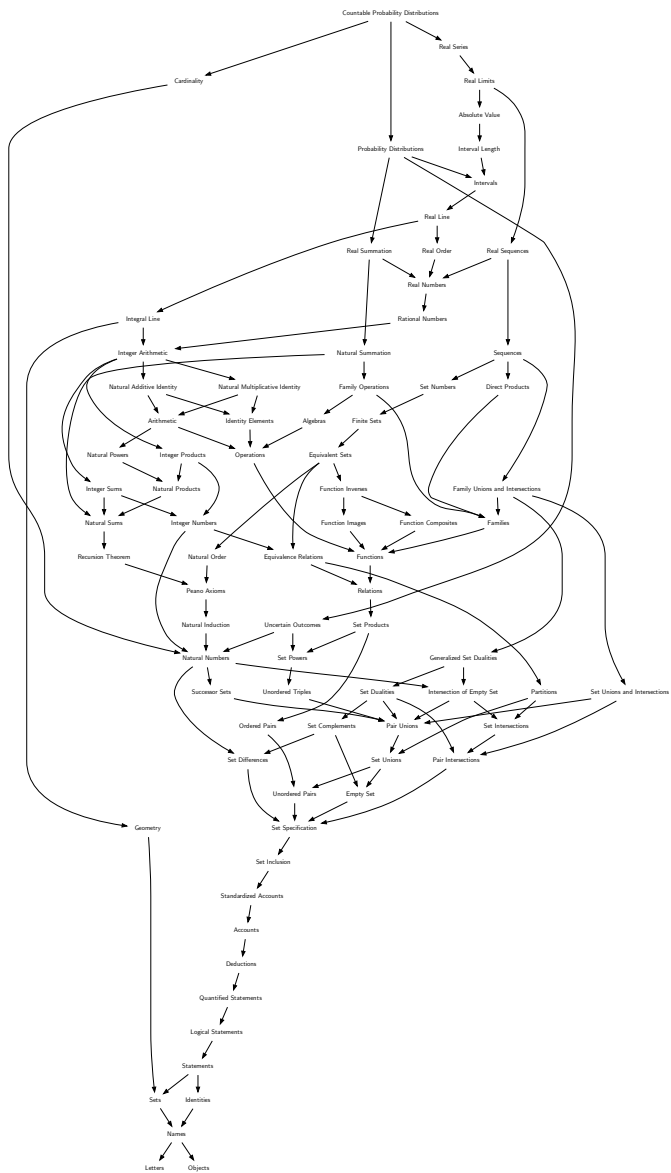 Countable Probability Distributions
Real Series
Cardinality
Real Limits
Absolute Value
Probability Distributions
Interval Length
Intervals
Real Line
Real Summation
Real Order
Real Sequences
Real Numbers
Integral Line
Rational Numbers
Integer Arithmetic
Natural Summation
Sequences
Natural Additive Identity
Natural Multiplicative Identity
Family Operations
Set Numbers
Direct Products
Arithmetic
Identity Elements
Algebras
Finite Sets
Natural Powers
Integer Products
Operations
Equivalent Sets
Integer Sums
Natural Products
Function Inverses
Family Unions and Intersections
Natural Sums
Integer Numbers
Function Images
Function Composites
Families
Recursion Theorem
Natural Order
Equivalence Relations
Functions
Peano Axioms
Relations
Natural Induction
Uncertain Outcomes
Set Products
Natural Numbers
Set Powers
Generalized Set Dualities
Successor Sets
Unordered Triples
Set Dualities
Intersection of Empty Set
Partitions
Set Unions and Intersections
Ordered Pairs
Set Complements
Pair Unions
Set Intersections
Set Differences
Set Unions
Pair Intersections
Unordered Pairs
Empty Set
Geometry
Set Specification
Set Inclusion
Standardized Accounts
Accounts
Deductions
Quantified Statements
Logical Statements
Statements
Sets
Identities
Names
Letters
Objects